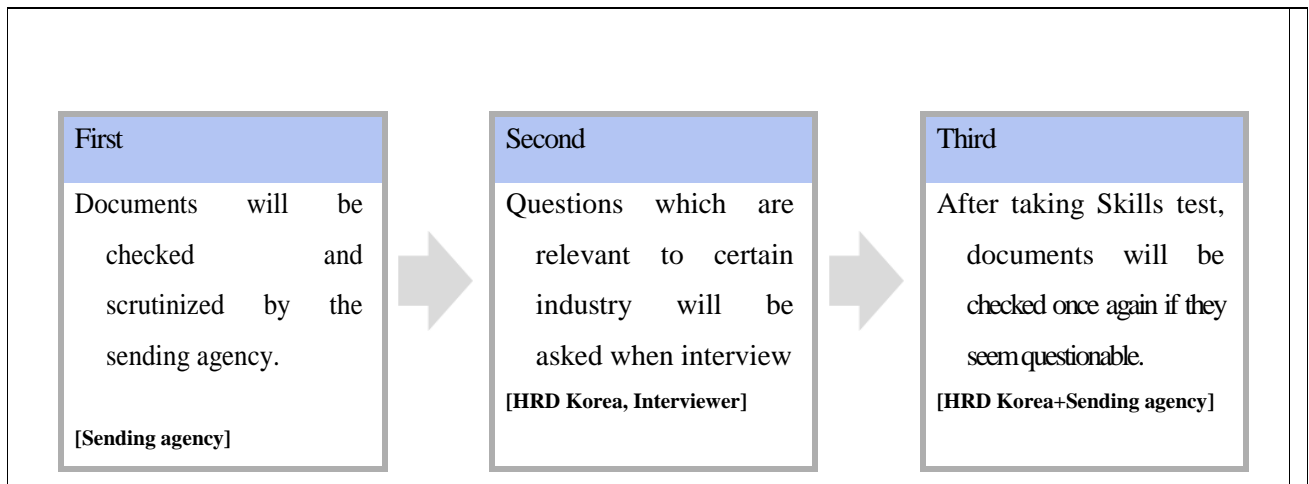 First
Documents will be
checked and
scrutinized by the
sending agency.
[Sending agency]
Second
Questions which are
relevant to certain
industry will be
asked when interview
[HRD Korea, Interviewer]
Third
After taking Skills test,
documents will be
checked once again if they
seem questionable.
[HRD Korea+Sending agency]